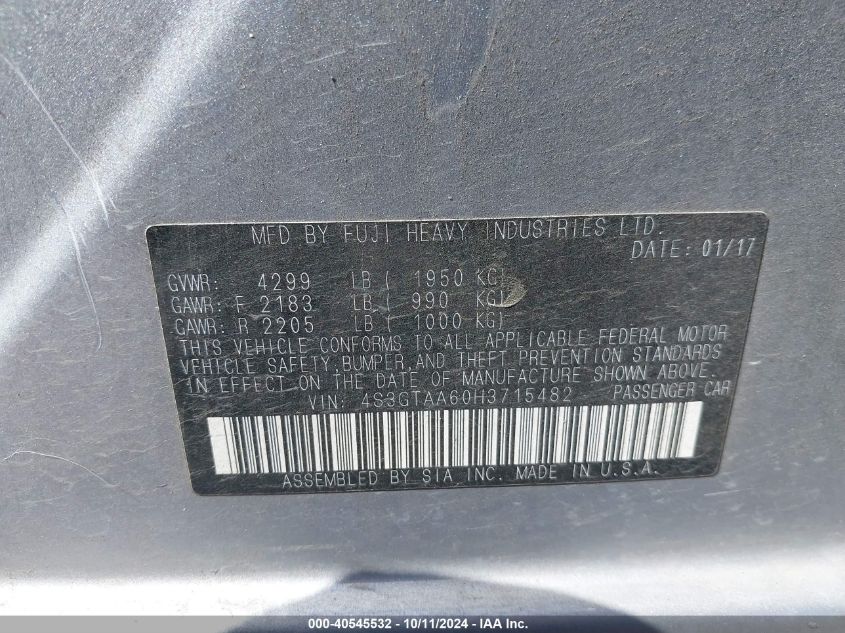 MFD BY FUJI HEAVY INDUSTRIES LTD.
DATE: 01/17
GVWR: 4299 LB ( 1950 KG)
GAWR: F 2183 LB ( 990 KG)
GAWR: R 2205 LB ( 1000 KG)
THIS VEHICLE CONFORMS TO ALL APPLICABLE FEDERAL MOTOR
VEHICLE SAFETY, BUMPER, AND THEFT PREVENTION STANDARDS
IN EFFECT ON THE DATE OF MANUFACTURE SHOWN ABOVE.
VIN: 4S3GTAA60H3715482 PASSENGER CAR
ASSEMBLED BY SIA INC. MADE IN U.S.A.
000-40545532 - 10/11/2024 - IAA Inc.